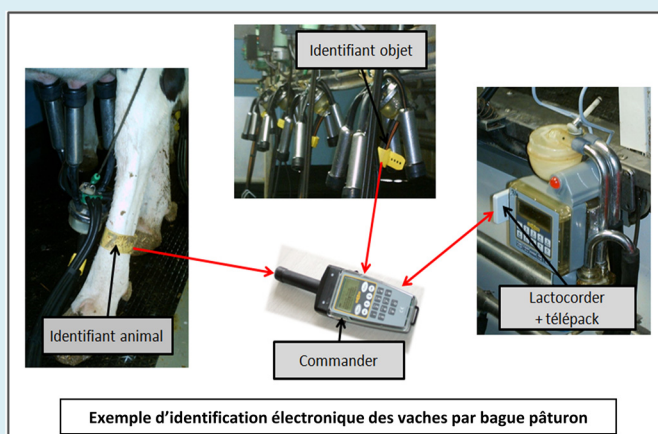 Identifiant objet
Identifiant animal
Commander
Lactocorder
+ télépack
Exemple d’identification électronique des vaches par bague pâturon